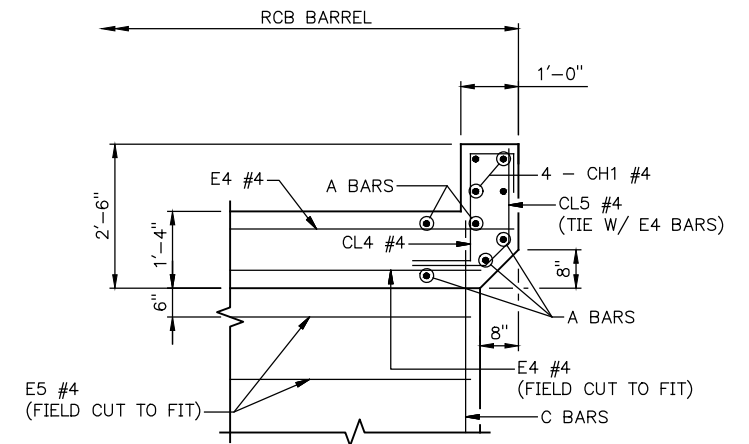 RCB BARREL
1'-0"
4 - CH1 #4
E4 #4
A BARS
CL5 #4
(TIE W/ E4 BARS)
2'-6"
1'-4"
CL4 #4
8"
6"
A BARS
8"
E4 #4
(FIELD CUT TO FIT)
E5 #4
(FIELD CUT TO FIT)
C BARS